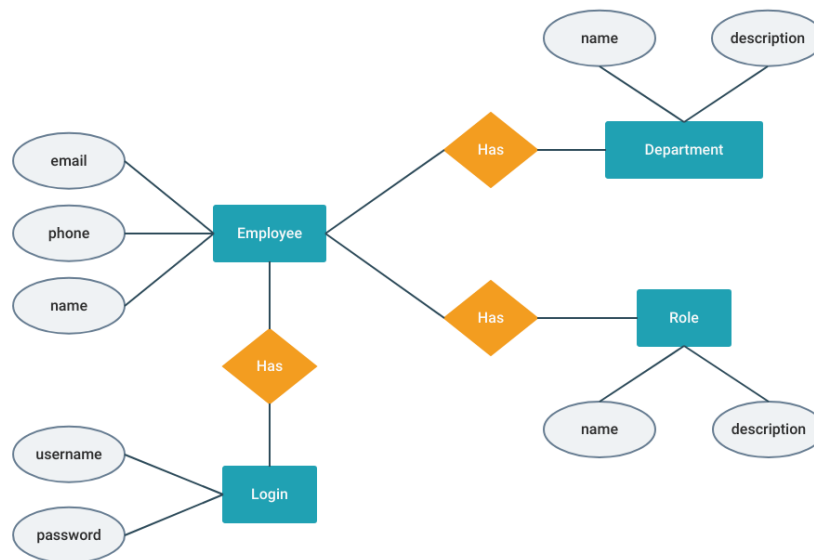 name
description
Has
Department
email
phone
Employee
name
Has
Role
Has
name
description
username
Login
password